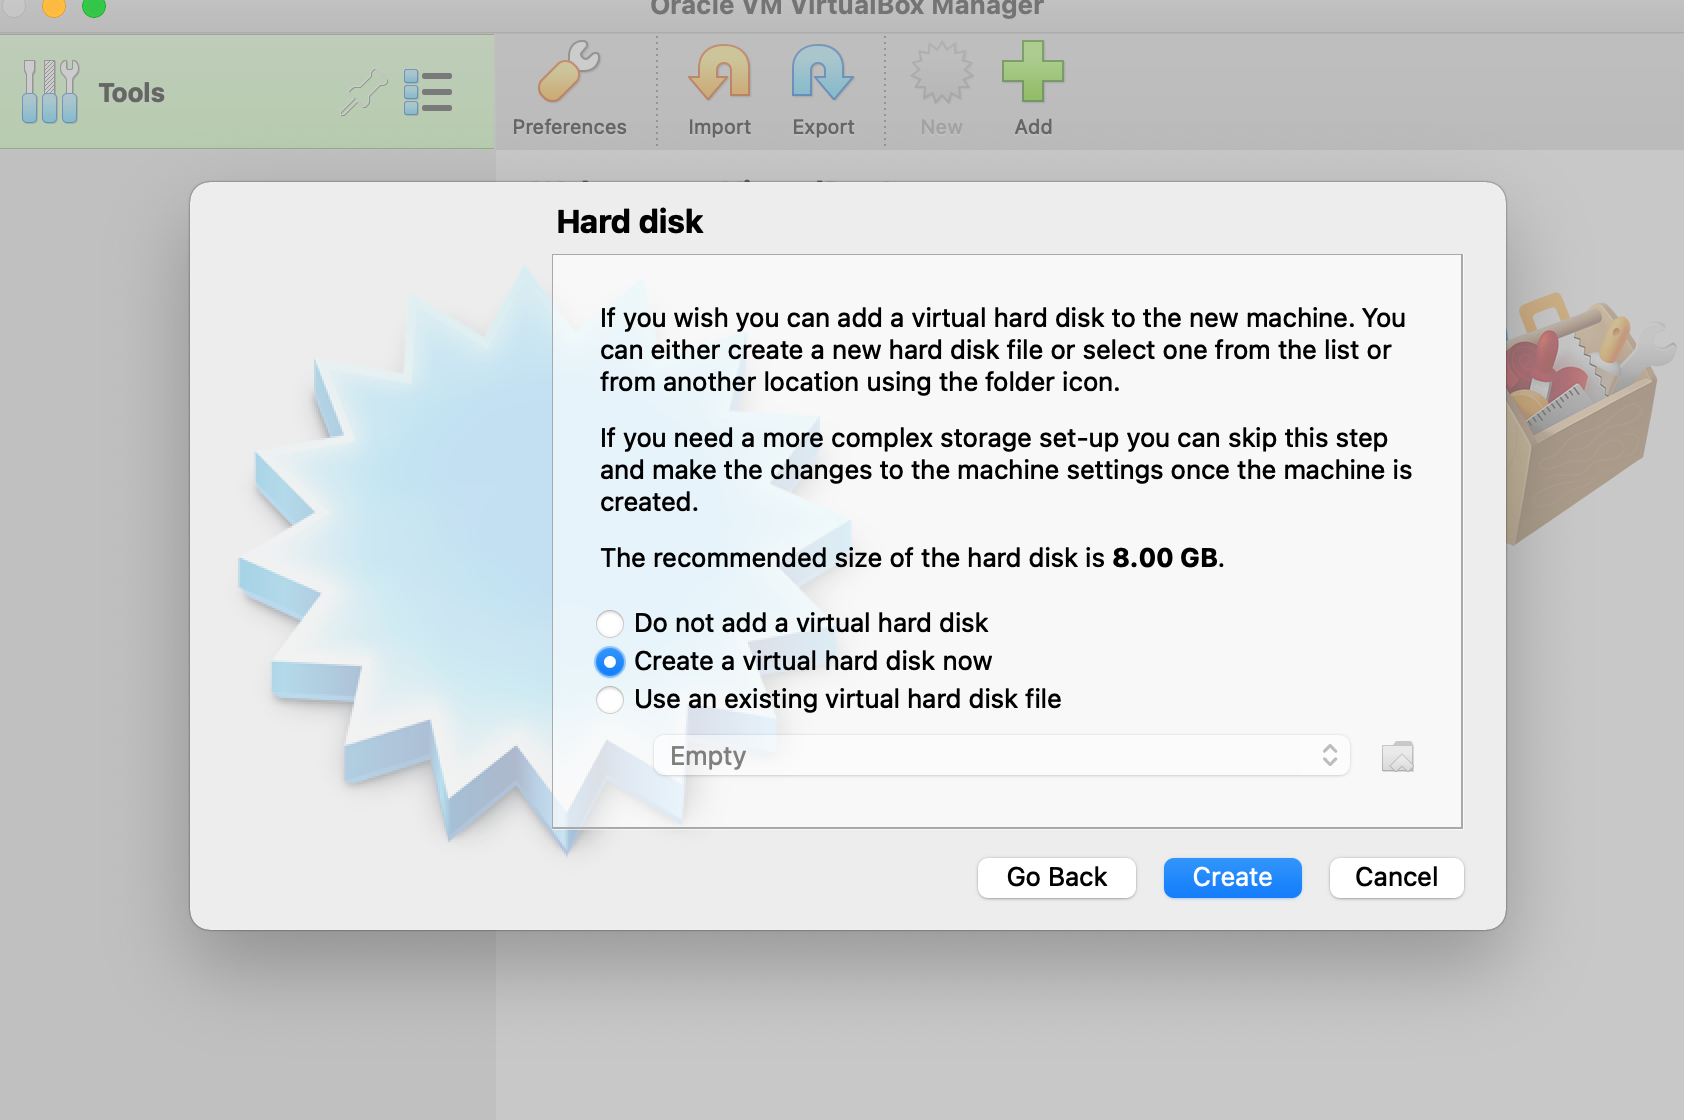 Oracle VM VirtualBox Manager
Tools
Preferences
Import
Export
New
Add
Hard disk
If you wish you can add a virtual hard disk to the new machine. You
can either create a new hard disk file or select one from the list or
from another location using the folder icon.
If you need a more complex storage set-up you can skip this step
and make the changes to the machine settings once the machine is
created.
The recommended size of the hard disk is 8.00 GB.
Do not add a virtual hard disk
Create a virtual hard disk now
Use an existing virtual hard disk file
Empty
Go Back
Create
Cancel